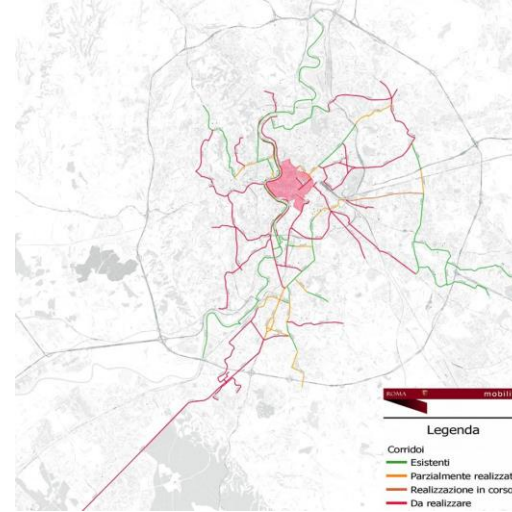 ROMA mobili
Legenda
Corridoi
Esistenti
Parzialmente realizzat
Realizzazione in corso
Da realizzare